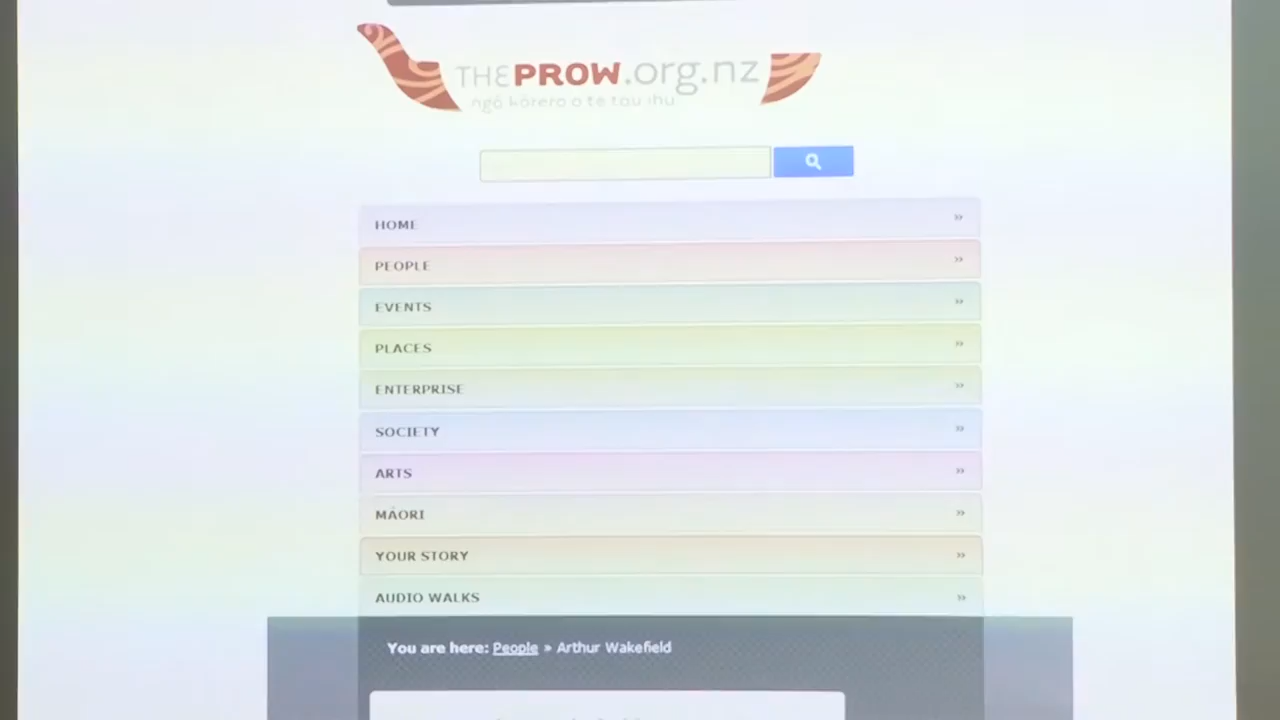 THEPROW.org.nz
ngā kōrero o te tau ihu
HOME »
PEOPLE »
EVENTS »
PLACES »
ENTERPRISE »
SOCIETY »
ARTS »
MĀORI »
YOUR STORY »
AUDIO WALKS »
You are here: People » Arthur Wakefield